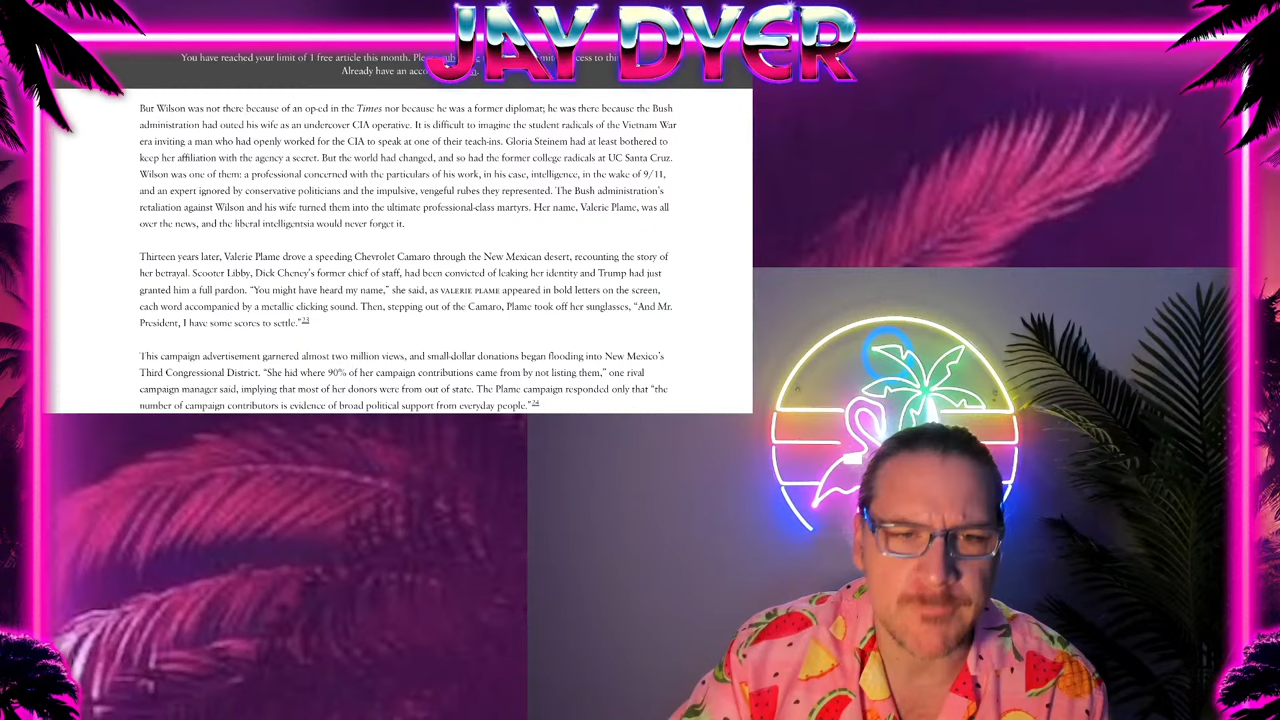 JAY DYER
You have reached your limit of 1 free article this month.
Already have an
But Wilson was not there because of an op-ed in the Times nor because he was a former diplomat; he was there because the Bush
administration had outed his wife as an undercover CIA operative. It is difficult to imagine the student radicals of the Vietnam War
era inviting a man who had openly worked for the CIA to speak at one of their teach-ins. Gloria Steinem had at least bothered to
keep her affiliation with the agency a secret. But the world had changed, and so had the former college radicals at UC Santa Cruz.
Wilson was one of them: a professional concerned with the particulars of his work, in his case, intelligence, in the wake of 9/11,
and an expert ignored by conservative politicians and the impulsive, vengeful rubes they represented. The Bush administration's
retaliation against Wilson and his wife turned them into the ultimate professional-class martyrs. Her name, Valerie Plame, was all
over the news, and the liberal intelligentsia would never forget it.
Thirteen years later, Valerie Plame drove a speeding Chevrolet Camaro through the New Mexican desert, recounting the story of
her betrayal. Scooter Libby, Dick Cheney's former chief of staff, had been convicted of leaking her identity and Trump had just
granted him a full pardon. "You might have heard my name," she said, as VALERIE PLAME appeared in bold letters on the screen,
each word accompanied by a metallic clicking sound. Then, stepping out of the Camaro, Plame took off her sunglasses, "And Mr.
President, I have some scores to settle."23
This campaign advertisement garnered almost two million views, and small-dollar donations began flooding into New Mexico's
Third Congressional District. "She hid where 90% of her campaign contributions came from by not listing them," one rival
campaign manager said, implying that most of her donors were from out of state. The Plame campaign responded only that "the
number of campaign contributors is evidence of broad political support from everyday people."24